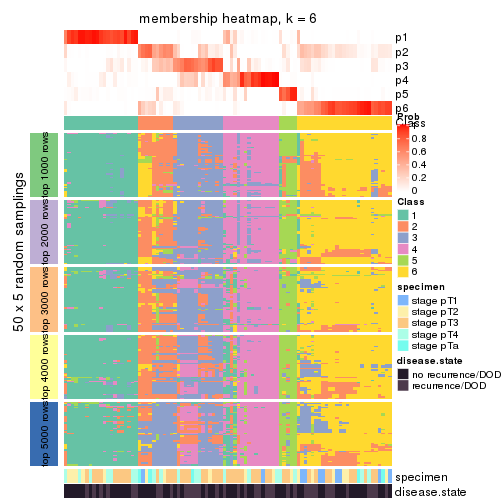 membership heatmap, k = 6
p1
p2
p3
p4
p5
p6
Class
Prob
1
0.8
0.6
0.4
0.2
0
Class
1
2
3
4
5
6
specimen
stage pT1
stage pT2
stage pT3
stage pT4
stage pTa
disease.state
no recurrence/DOD
recurrence/DOD
50 x 5 random samplings
top 1000 rows
top 2000 rows
top 3000 rows
top 4000 rows
top 5000 rows
specimen
disease.state